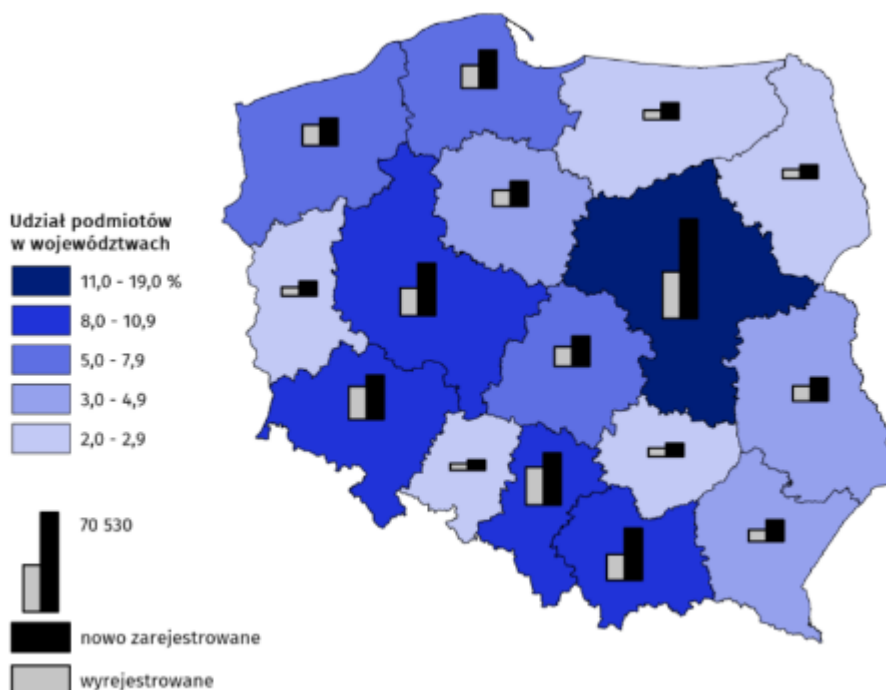 Udział podmiotów
w województwach
11,0 - 19,0 %
8,0 - 10,9
5,0 - 7,9
3,0 - 4,9
2,0 - 2,9
70 530
nowo zarejestrowane
wyrejestrowane